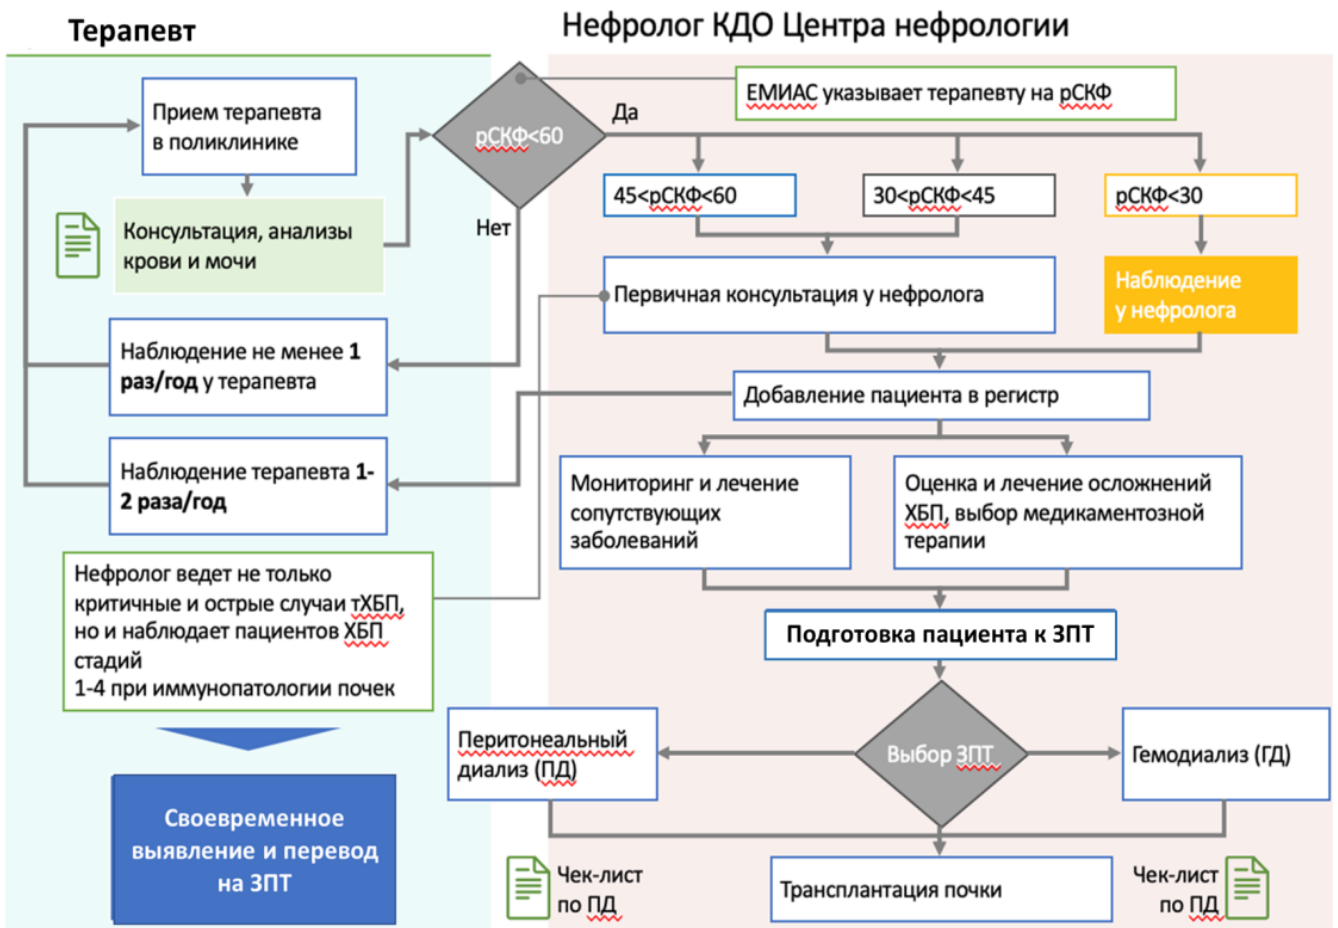 Терапевт
Нефролог КДО Центра нефрологии
Прием терапевта
в поликлинике
Консультация, анализы
крови и мочи
рСКФ<60
Да
Нет
ЕМИАС указывает терапевту на рСКФ
45<рСКФ<60
30<рСКФ<45
рСКФ<30
Первичная консультация у нефролога
Наблюдение
у нефролога
Наблюдение не менее 1
раз/год у терапевта
Добавление пациента в регистр
Наблюдение терапевта 1-
2 раза/год
Мониторинг и лечение
сопутствующих
заболеваний
Оценка и лечение осложнений
ХБП, выбор медикаментозной
терапии
Нефролог ведет не только
критичные и острые случаи тХБП,
но и наблюдает пациентов ХБП
стадий
1-4 при иммунопатологии почек
Подготовка пациента к ЗПТ
Перитонеальный
диализ (ПД)
Выбор ЗПТ
Гемодиализ (ГД)
Своевременное
выявление и перевод
на ЗПТ
Чек-лист
по ПД
Трансплантация почки
Чек-лист
по ПД